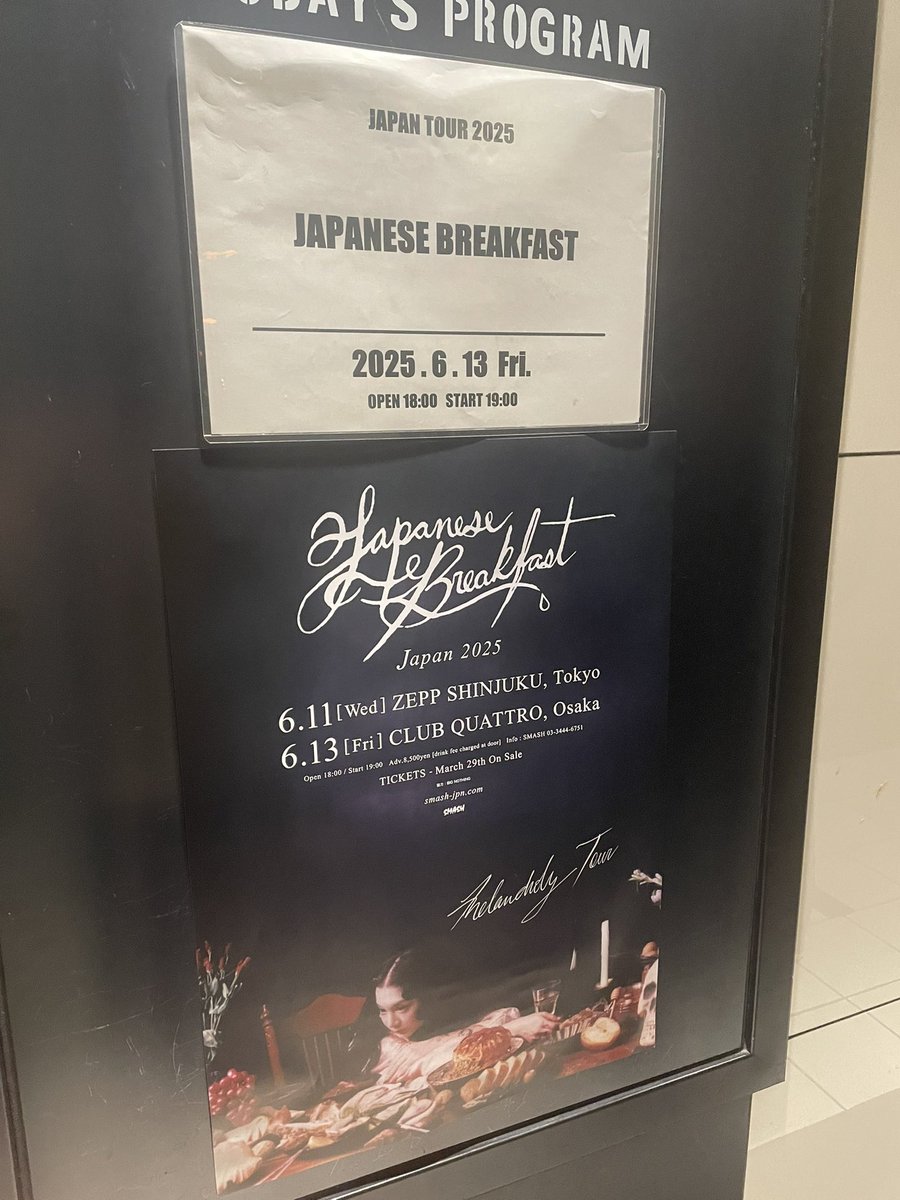 ODAY'S PROGRAM
JAPAN TOUR 2025
JAPANESE BREAKFAST
2025.6.13 Fri.
OPEN 18:00 START 19:00
Japanese
Breakfast
Japan 2025
6.11[Wed] ZEPP SHINJUKU, Tokyo
6.13[Fri] CLUB QUATTRO, Osaka
Open 18:00 / Start 19:00 Adv.8,500yen [drink fee charged at door] Info : SMASH 03-3444-6751
TICKETS - March 29th On Sale
BIG NOTHING
smash-jpn.com
SMASH
Melancholy Tour